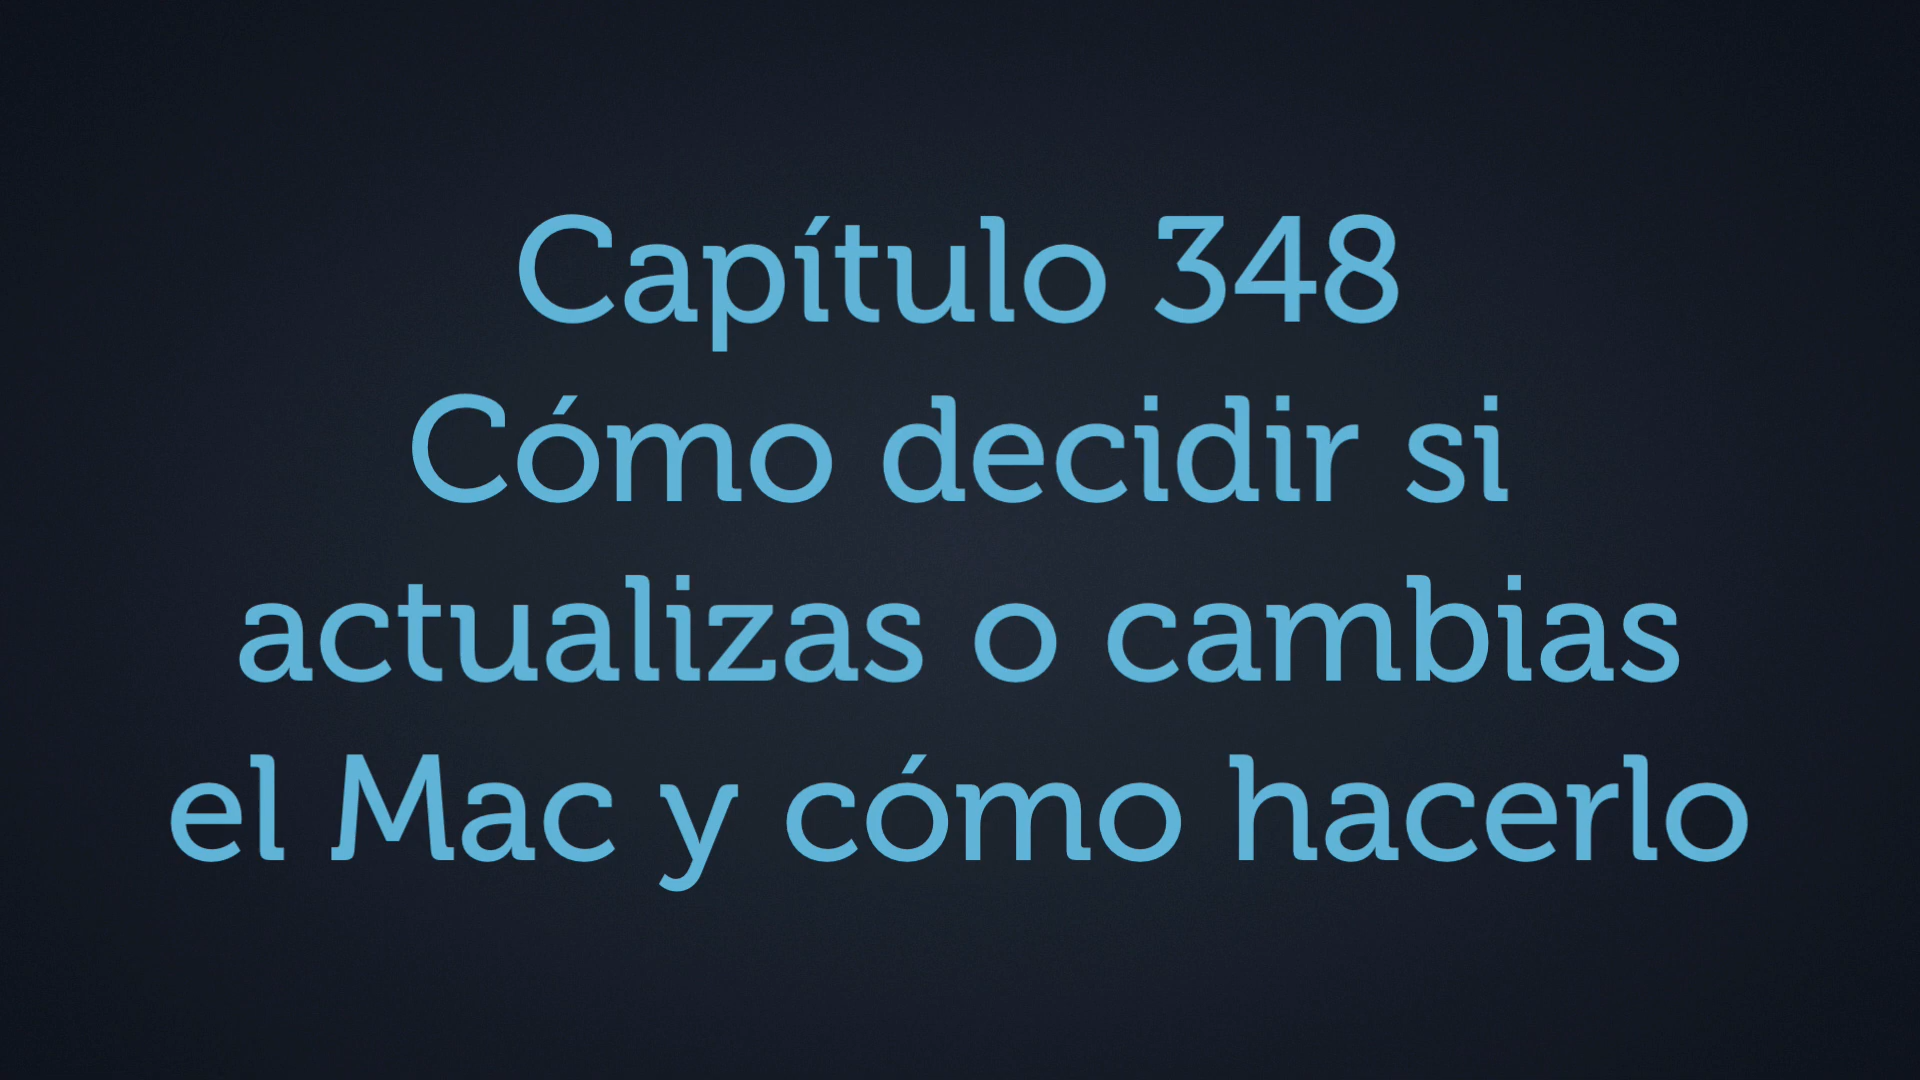 Capítulo 348
Cómo decidir si
actualizas o cambias
el Mac y cómo hacerlo